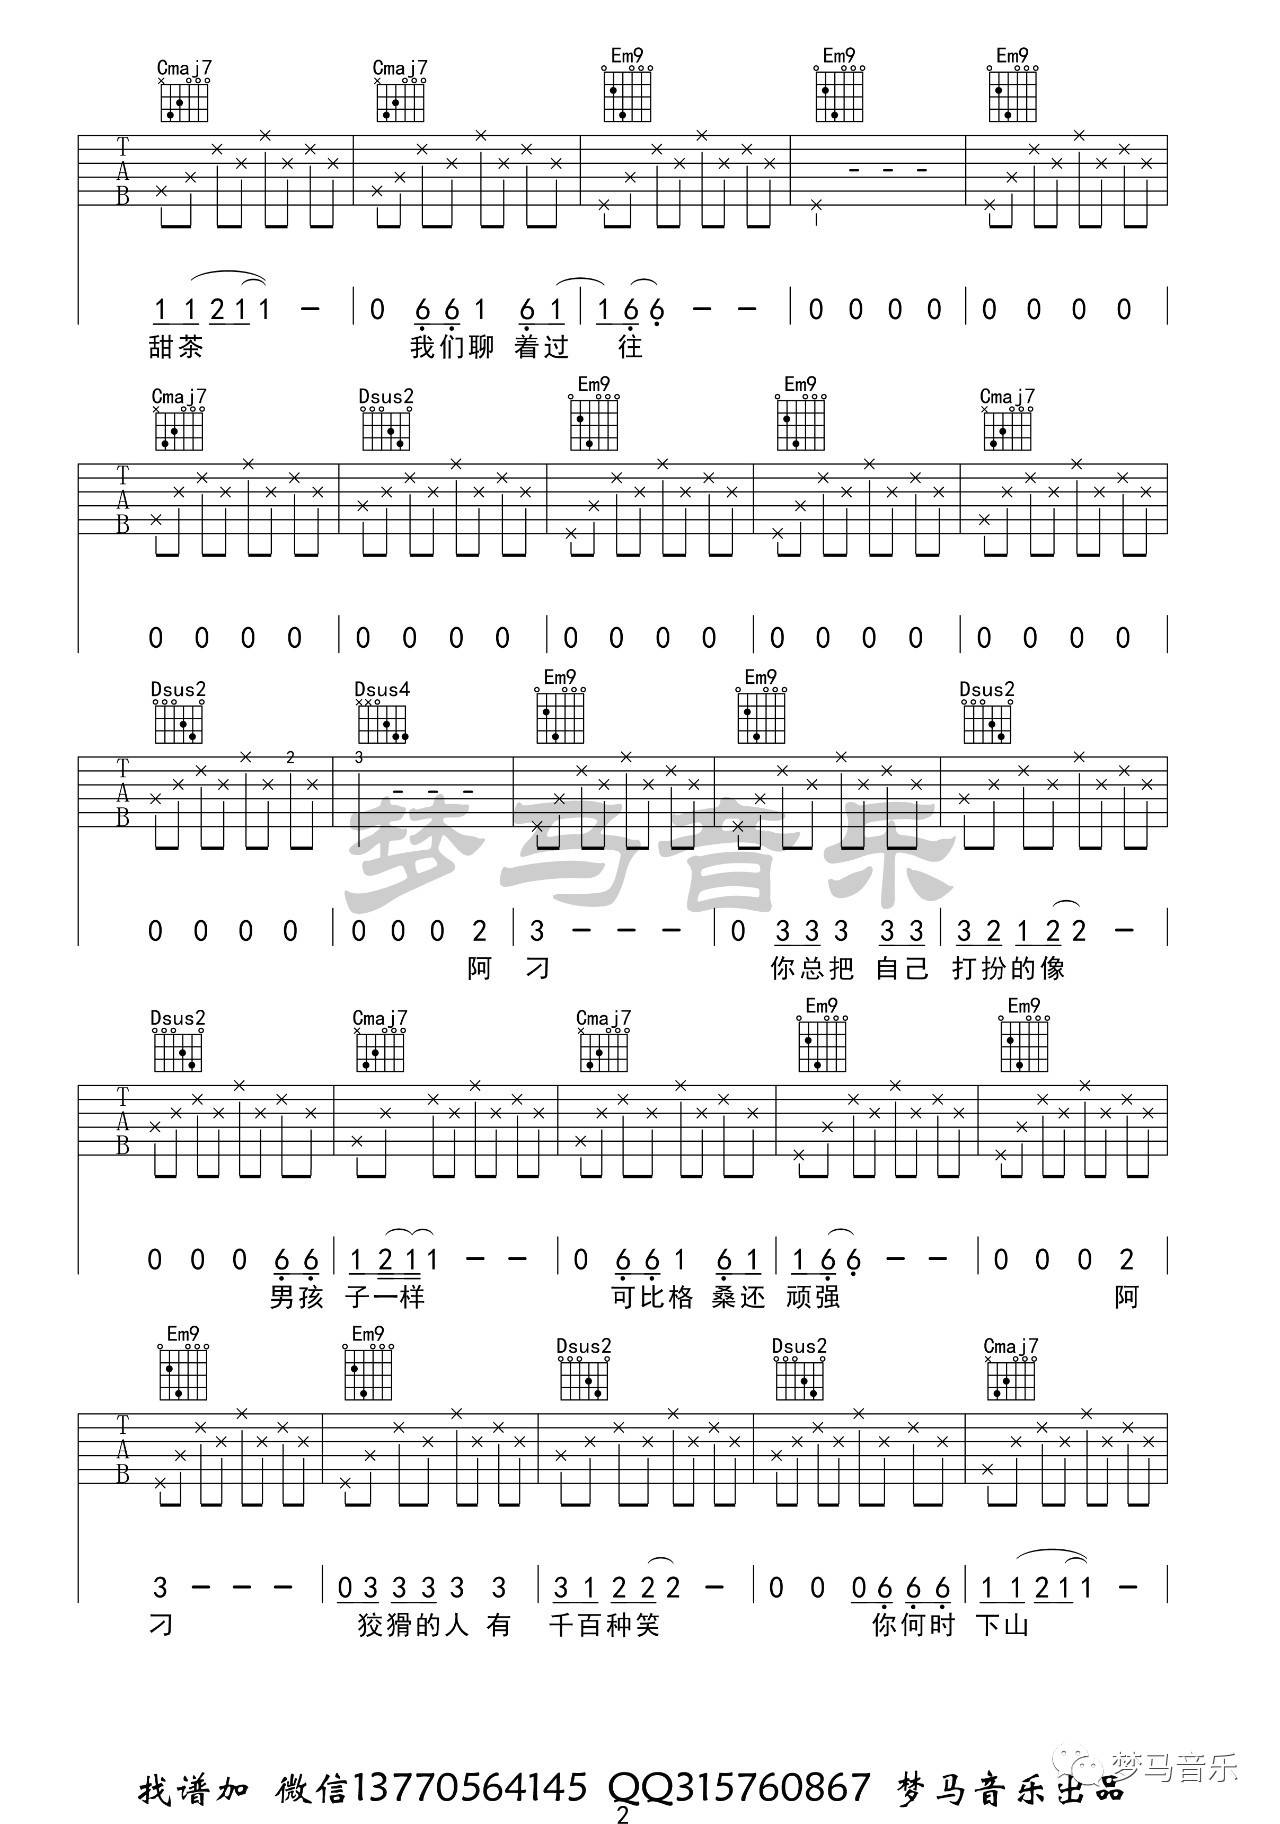 Cmaj7 Cmaj7 Em9 Em9 Em9
T A B
1 1 2 1 1 - 0 6 6 1 6 1 1 6 6 - - 0 0 0 0 0 0 0 0
甜茶 我们聊 着过 往
Cmaj7 Dsus2 Em9 Em9 Cmaj7
T A B
0 0 0 0 0 0 0 0 0 0 0 0 0 0 0 0 0 0 0 0
Dsus2 Dsus4 Em9 Em9 Dsus2
T A B 2 3 - - -
梦马音乐
0 0 0 0 0 0 0 2 3 - - - 0 3 3 3 3 3 3 2 1 2 2 -
阿 刁 你总把 自己 打扮的像
Dsus2 Cmaj7 Cmaj7 Em9 Em9
T A B
0 0 0 6 6 1 2 1 1 - - 0 6 6 1 6 1 1 6 6 - - 0 0 0 2
男孩 子一样 可比格 桑还 顽强 阿
Em9 Em9 Dsus2 Dsus2 Cmaj7
T A B
3 - - - 0 3 3 3 3 3 3 1 2 2 2 - 0 0 0 6 6 6 1 1 2 1 1 -
刁 狡猾的人 有 千百种笑 你何时 下山
梦马音乐
找谱加 微信13770564145 QQ315760867 梦马音乐出品
2